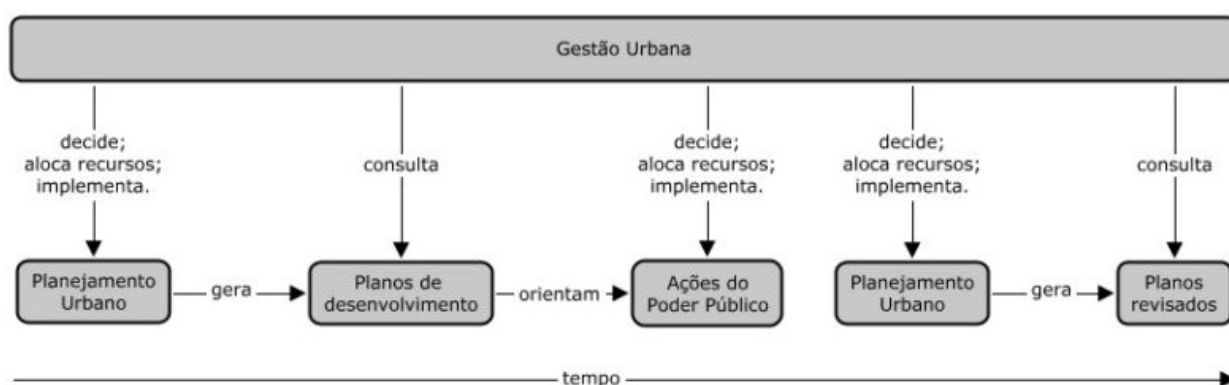 Gestão Urbana
decide;
aloca recursos;
implementa.
consulta
decide;
aloca recursos;
implementa.
decide;
aloca recursos;
implementa.
consulta
Planejamento
Urbano
gera
Planos de
desenvolvimento
orientam
Ações do
Poder Público
Planejamento
Urbano
gera
Planos
revisados
tempo